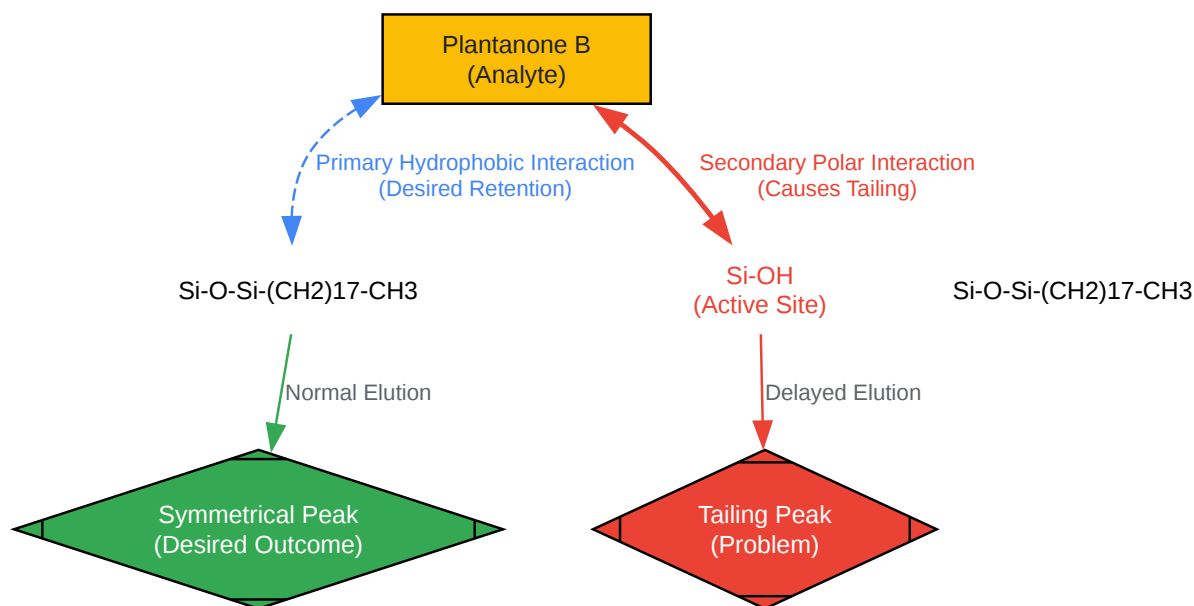 Plantanone B
(Analyte)
Primary Hydrophobic Interaction
(Desired Retention)
Secondary Polar Interaction
(Causes Tailing)
Si-O-Si-(CH2)17-CH3
Si-OH
(Active Site)
Si-O-Si-(CH2)17-CH3
Normal Elution
Delayed Elution
Symmetrical Peak
(Desired Outcome)
Tailing Peak
(Problem)